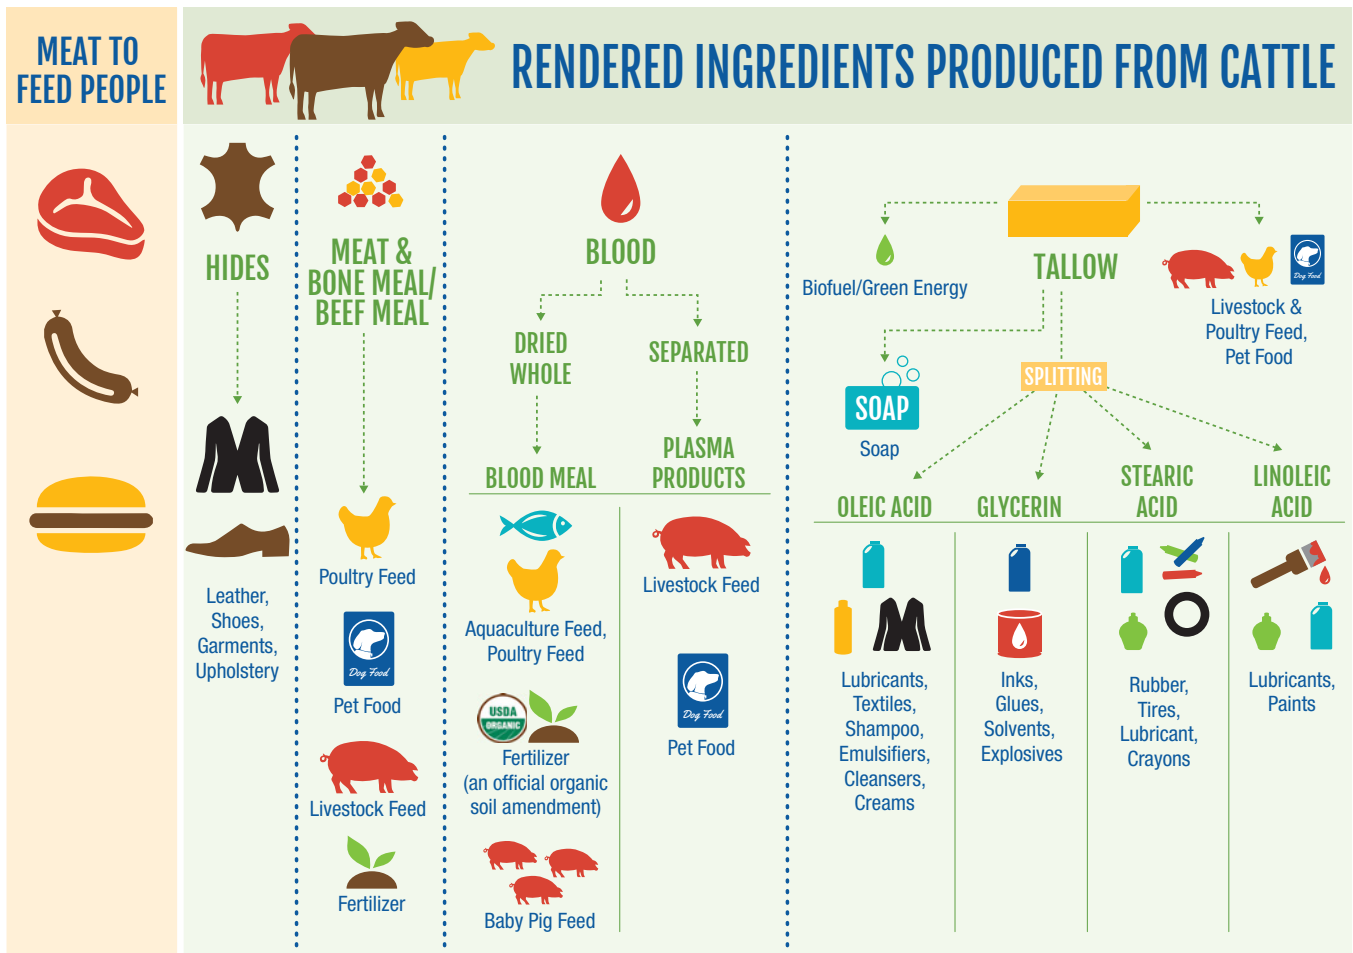 MEAT TO
FEED PEOPLE
RENDERED INGREDIENTS PRODUCED FROM CATTLE
HIDES
Leather,
Shoes,
Garments,
Upholstery
MEAT &
BONE MEAL/
BEEF MEAL
Poultry Feed
Dog Food
Pet Food
Livestock Feed
Fertilizer
BLOOD
DRIED
WHOLE
BLOOD MEAL
Aquaculture Feed,
Poultry Feed
USDA
ORGANIC
Fertilizer
(an official organic
soil amendment)
Baby Pig Feed
SEPARATED
PLASMA
PRODUCTS
Livestock Feed
Dog Food
Pet Food
TALLOW
Biofuel/Green Energy
Dog Food
Livestock &
Poultry Feed,
Pet Food
SOAP
Soap
SPLITTING
OLEIC ACID
Lubricants,
Textiles,
Shampoo,
Emulsifiers,
Cleansers,
Creams
GLYCERIN
Inks,
Glues,
Solvents,
Explosives
STEARIC
ACID
Rubber,
Tires,
Lubricant,
Crayons
LINOLEIC
ACID
Lubricants,
Paints